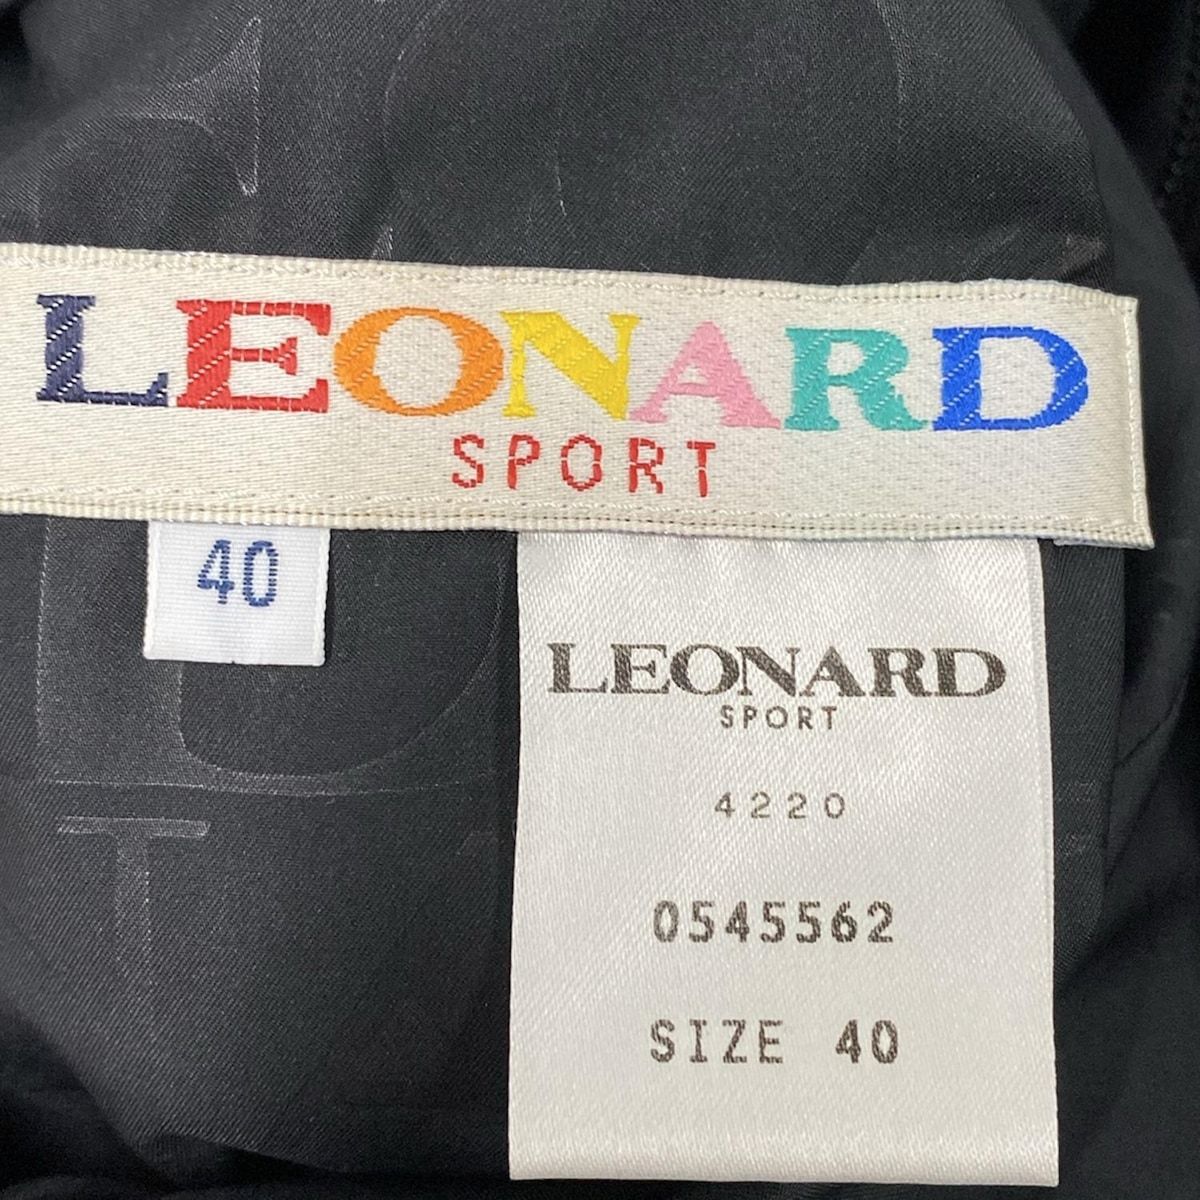 LEONARD
SPORT
40
LEONARD
SPORT
4220
0545562
SIZE 40